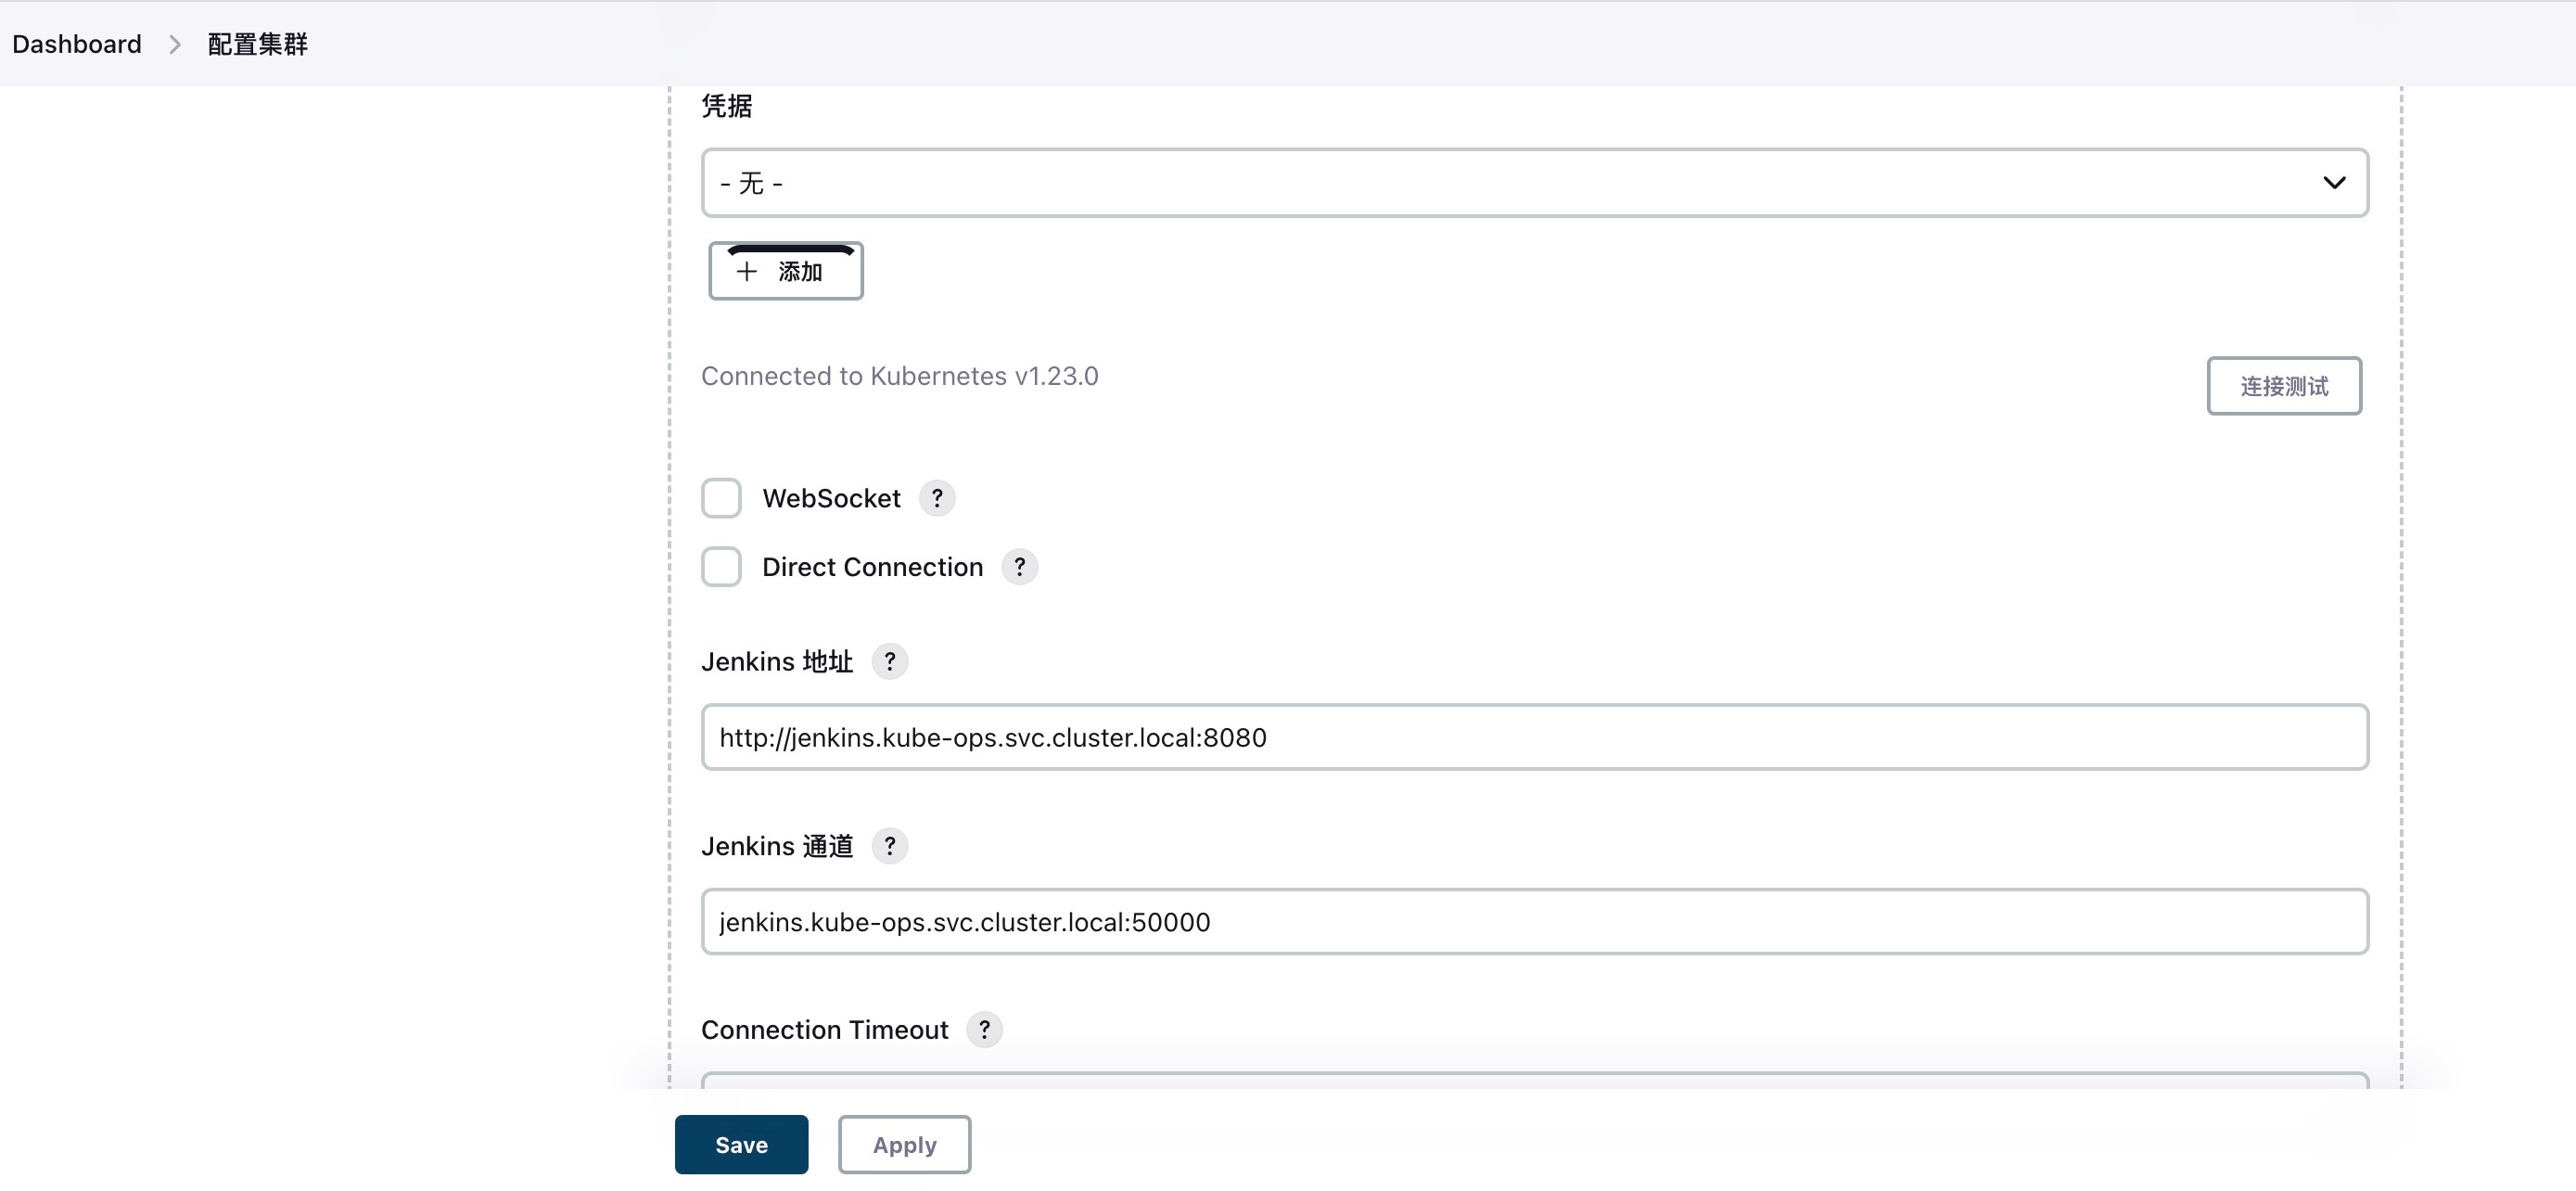 Dashboard > 配置集群
凭据
- 无 -
+ 添加
Connected to Kubernetes v1.23.0
连接测试
WebSocket ?
Direct Connection ?
Jenkins 地址 ?
http://jenkins.kube-ops.svc.cluster.local:8080
Jenkins 通道 ?
jenkins.kube-ops.svc.cluster.local:50000
Connection Timeout ?
Save Apply